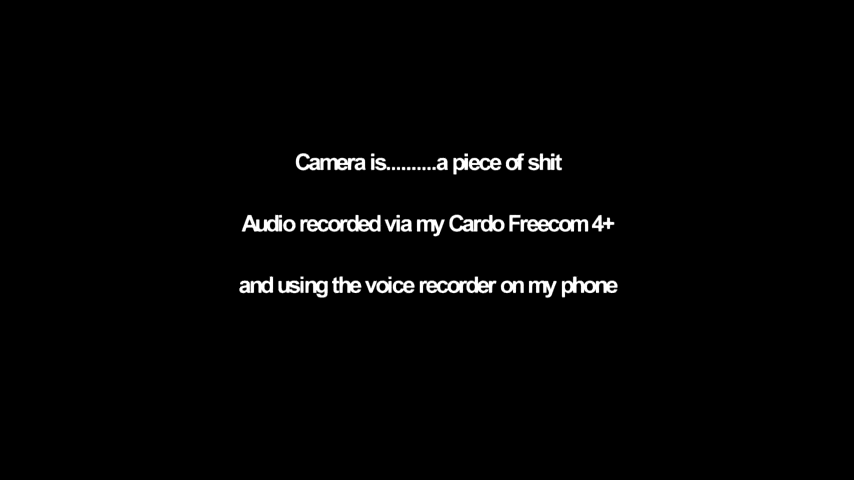 Camera is..........a piece of shit
Audio recorded via my Cardo Freecom 4+
and using the voice recorder on my phone